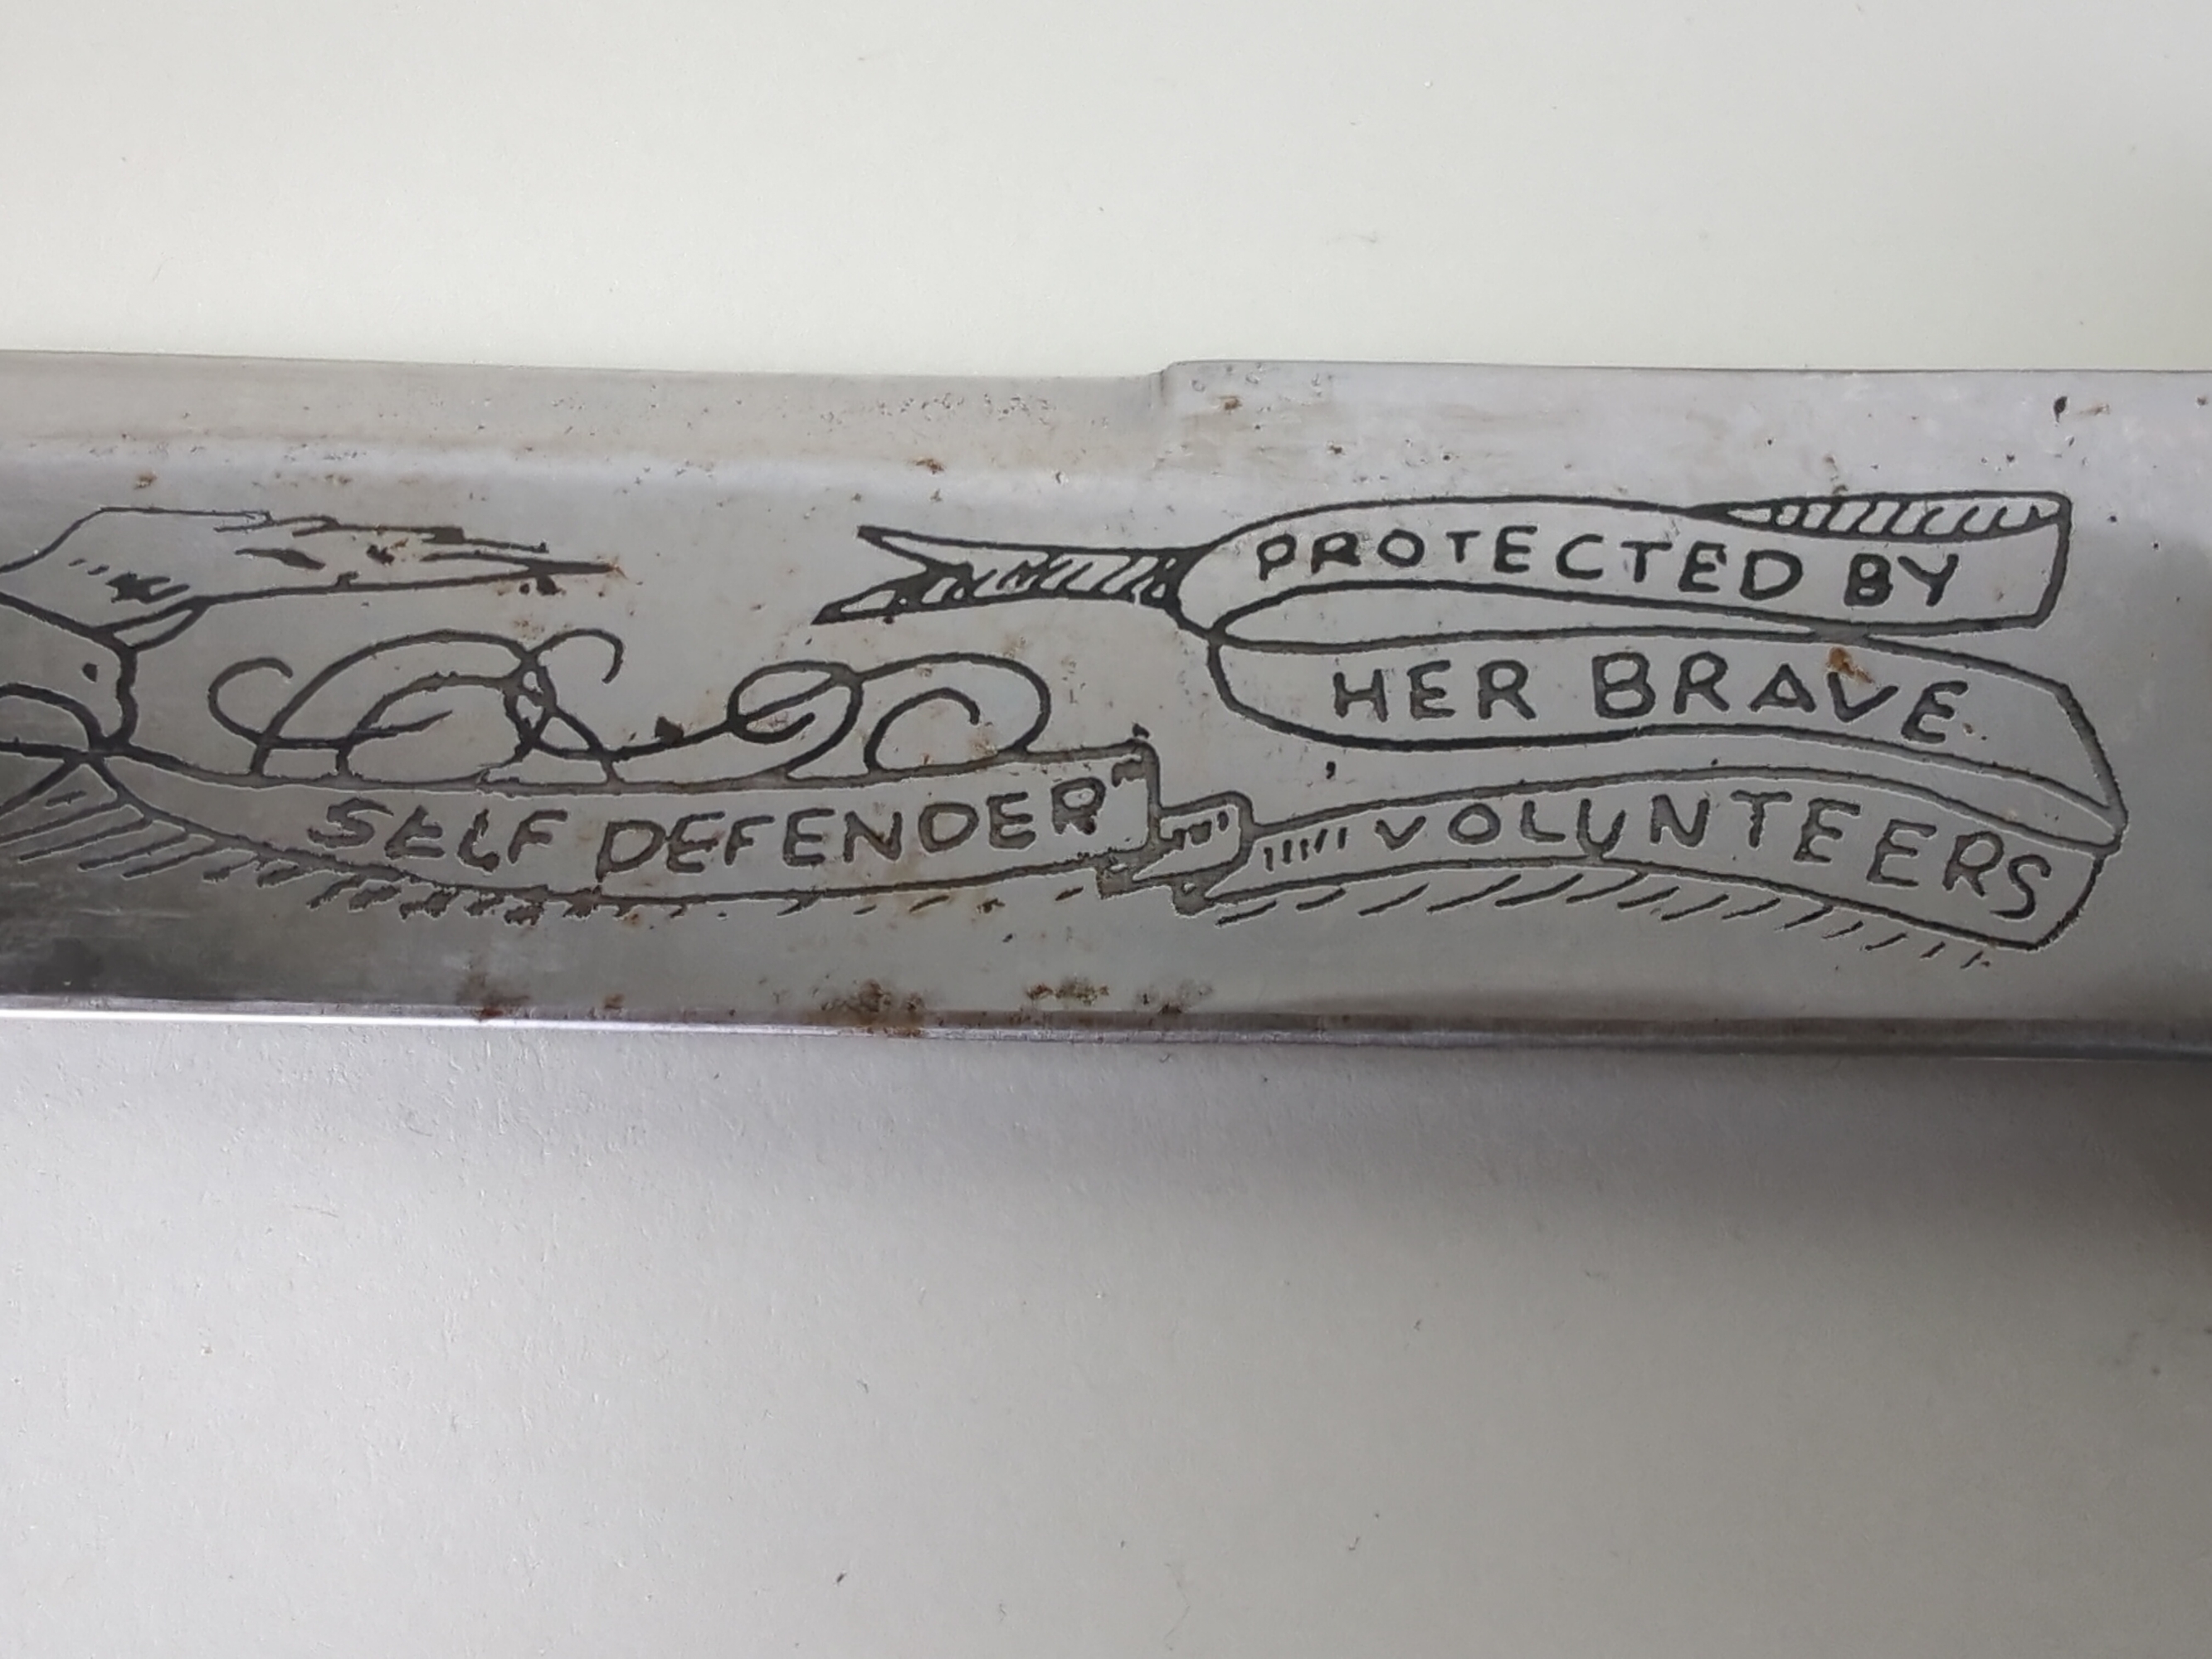 PROTECTED BY
HER BRAVE
VOLUNTEERS
SELF DEFENDER